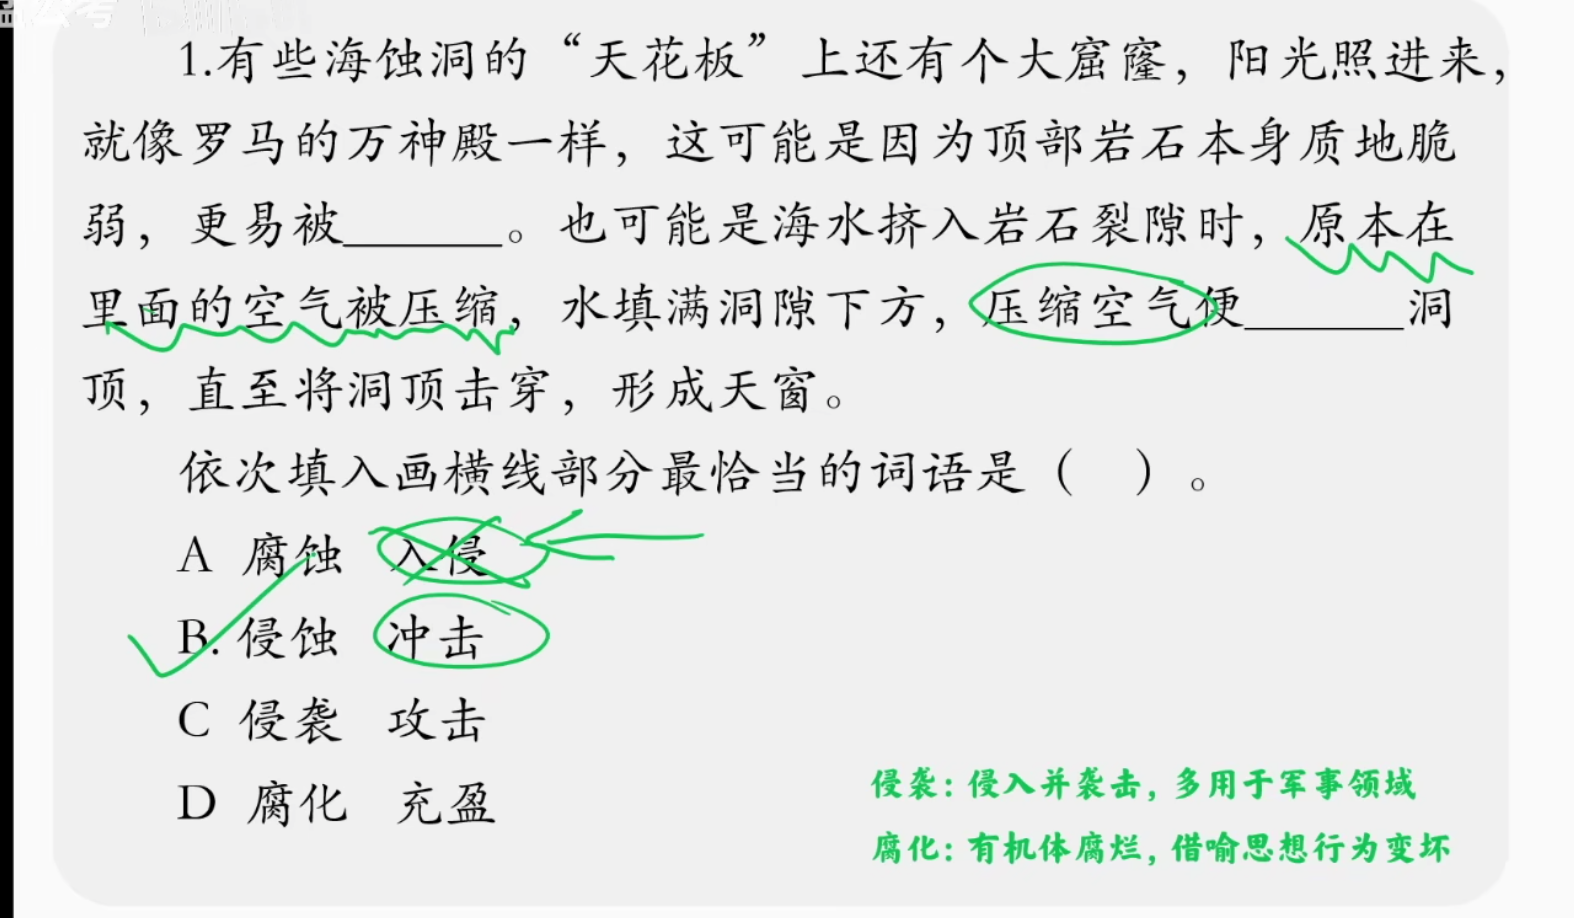 1.有些海蚀洞的“天花板”上还有个大窟窿，阳光照进来，
就像罗马的万神殿一样，这可能是因为顶部岩石本身质地脆
弱，更易被______。也可能是海水挤入岩石裂隙时，原本在
里面的空气被压缩，水填满洞隙下方，压缩空气便______洞
顶，直至将洞顶击穿，形成天窗。
依次填入画横线部分最恰当的词语是（ ）。
A 腐蚀 入侵
B. 侵蚀 冲击
C 侵袭 攻击
D 腐化 充盈
侵袭：侵入并袭击，多用于军事领域
腐化：有机体腐烂，借喻思想行为变坏